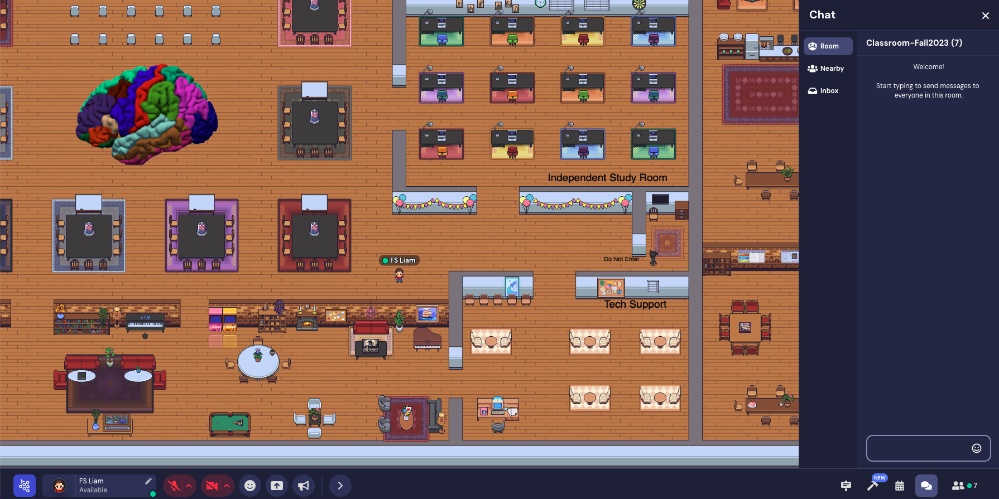 Chat
Room
Nearby
Inbox
Classroom-Fall2023 (7)
Welcome!
Start typing to send messages to
everyone in this room.
Independent Study Room
Do Not Enter
FS Liam
Tech Support
FS Liam
Available
NEW
7